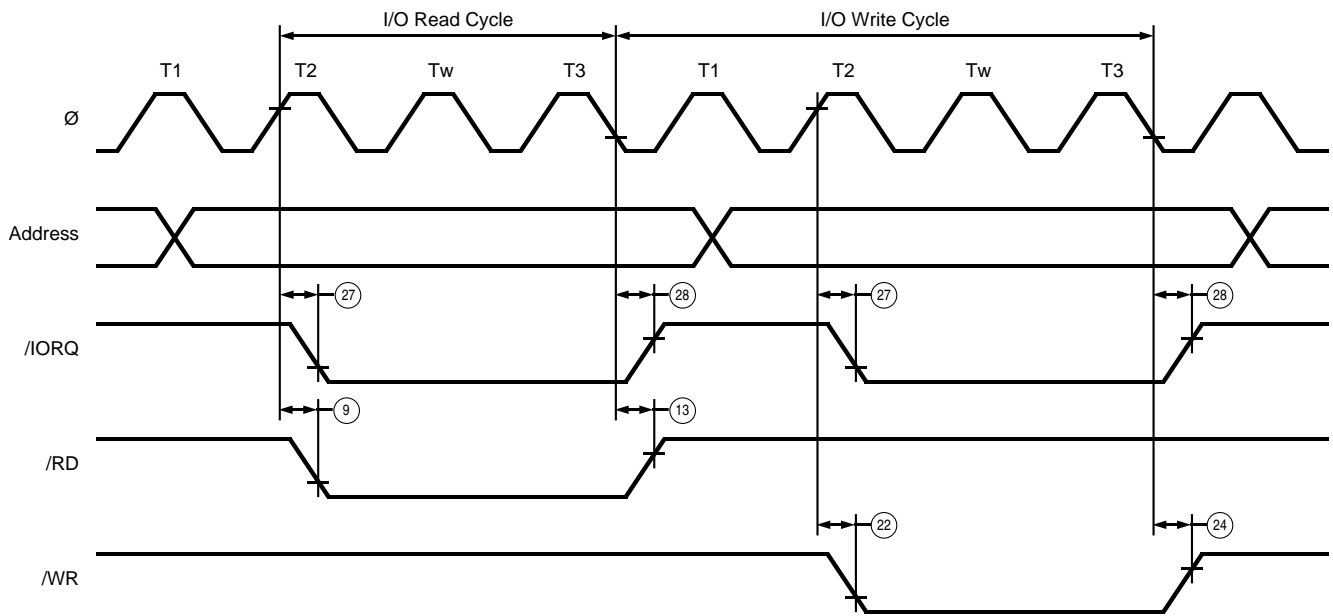 I/O Read Cycle I/O Write Cycle
T1 T2 Tw T3 T1 T2 Tw T3
Ø
Address
27 28 27 28
/IORQ
9 13
/RD
22 24
/WR